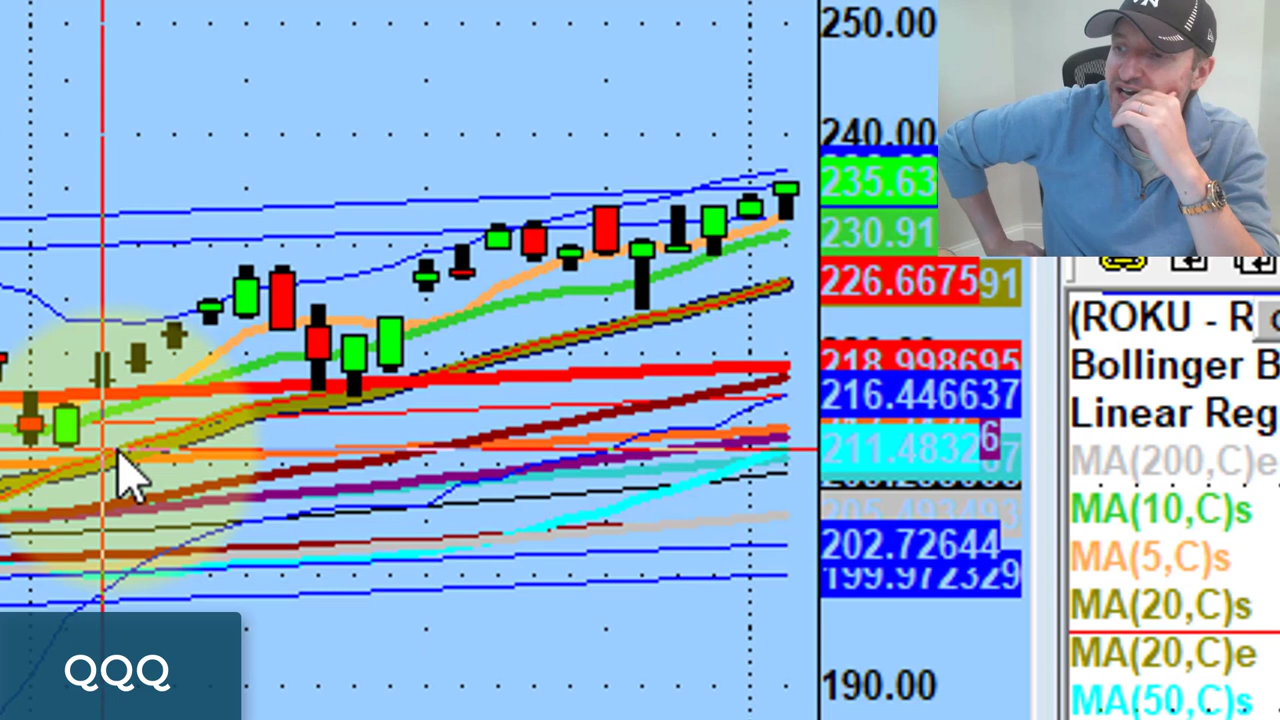 250.00
240.00
235.63
230.91
226.667591
218.998695
216.446637
211.4832
202.72644
199.972329
190.00
(ROKU - R
Bollinger B
Linear Reg
MA(200,C)e
MA(10,C)s
MA(5,C)s
MA(20,C)s
MA(20,C)e
MA(50,C)s
QQQ